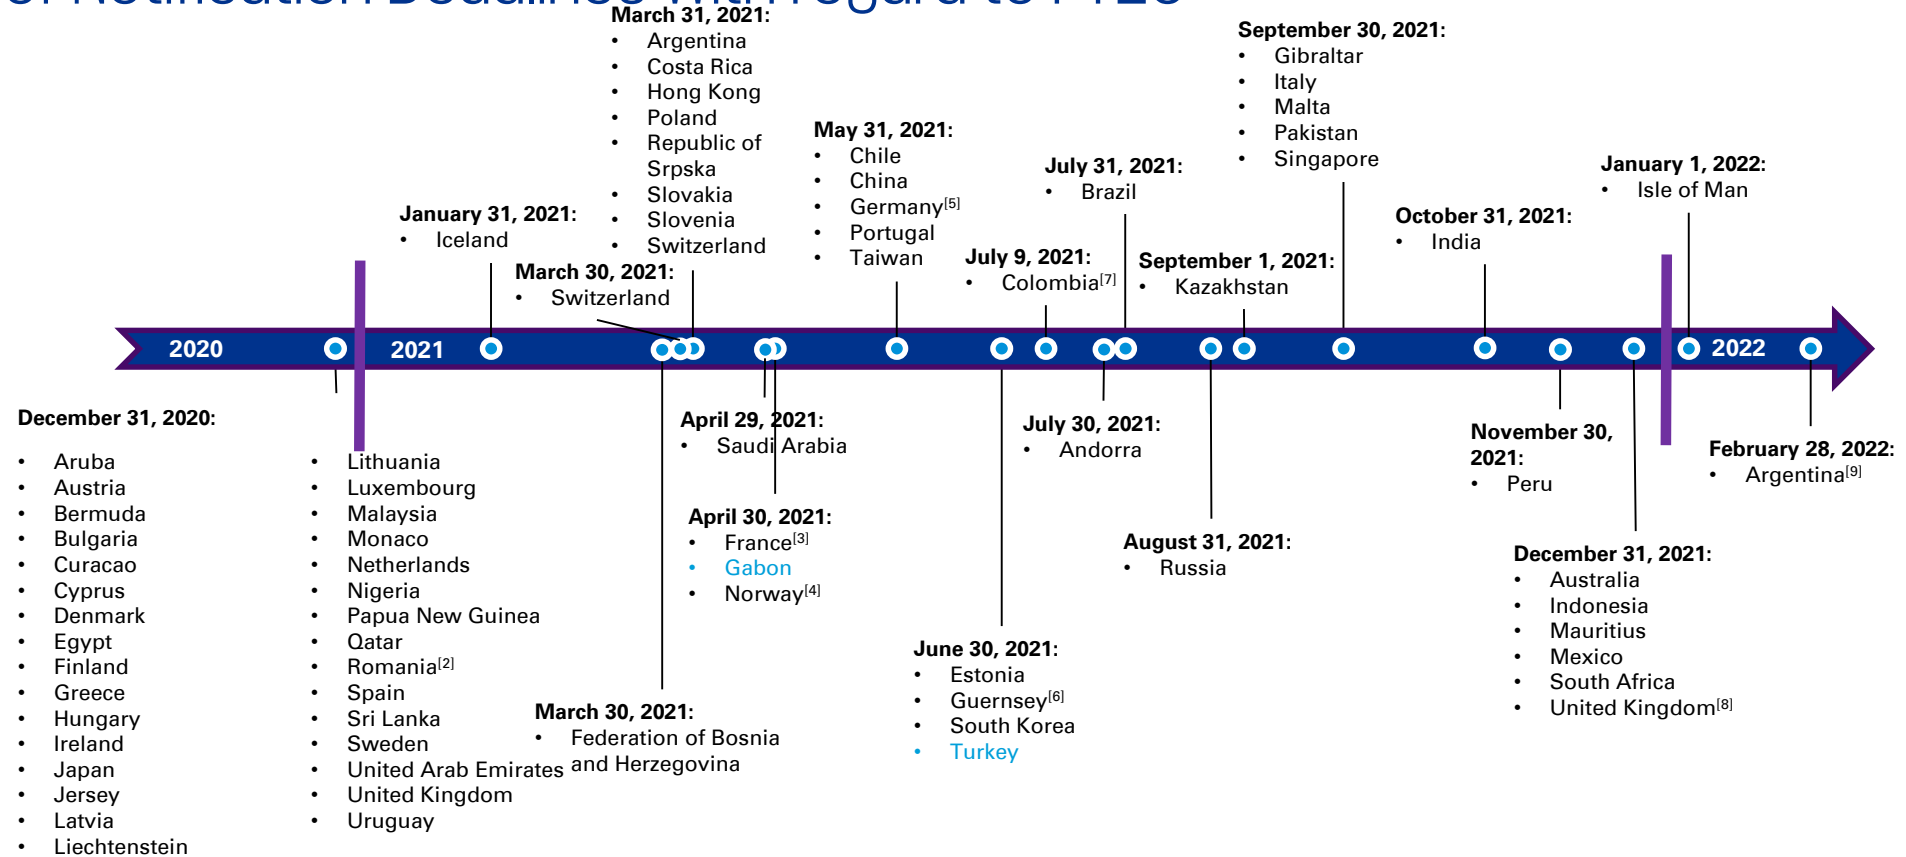 of Notification Deadlines with regard to FYE20
March 31, 2021:
• Argentina
• Costa Rica
• Hong Kong
• Poland
• Republic of
Srpska
• Slovakia
• Slovenia
• Switzerland
September 30, 2021:
• Gibraltar
• Italy
• Malta
• Pakistan
• Singapore
May 31, 2021:
• Chile
• China
• Germany[5]
• Portugal
• Taiwan
July 31, 2021:
• Brazil
January 1, 2022:
• Isle of Man
January 31, 2021:
• Iceland
October 31, 2021:
• India
March 30, 2021:
• Switzerland
July 9, 2021:
• Colombia[7]
September 1, 2021:
• Kazakhstan
2020
2021
2022
December 31, 2020:
• Aruba
• Austria
• Bermuda
• Bulgaria
• Curacao
• Cyprus
• Denmark
• Egypt
• Finland
• Greece
• Hungary
• Ireland
• Japan
• Jersey
• Latvia
• Liechtenstein
• Lithuania
• Luxembourg
• Malaysia
• Monaco
• Netherlands
• Nigeria
• Papua New Guinea
• Qatar
• Romania[2]
• Spain
• Sri Lanka
• Sweden
• United Arab Emirates
• United Kingdom
• Uruguay
March 30, 2021:
• Federation of Bosnia
and Herzegovina
April 29, 2021:
• Saudi Arabia
April 30, 2021:
• France[3]
• Gabon
• Norway[4]
June 30, 2021:
• Estonia
• Guernsey[6]
• South Korea
• Turkey
July 30, 2021:
• Andorra
August 31, 2021:
• Russia
November 30,
2021:
• Peru
December 31, 2021:
• Australia
• Indonesia
• Mauritius
• Mexico
• South Africa
• United Kingdom[8]
February 28, 2022:
• Argentina[9]